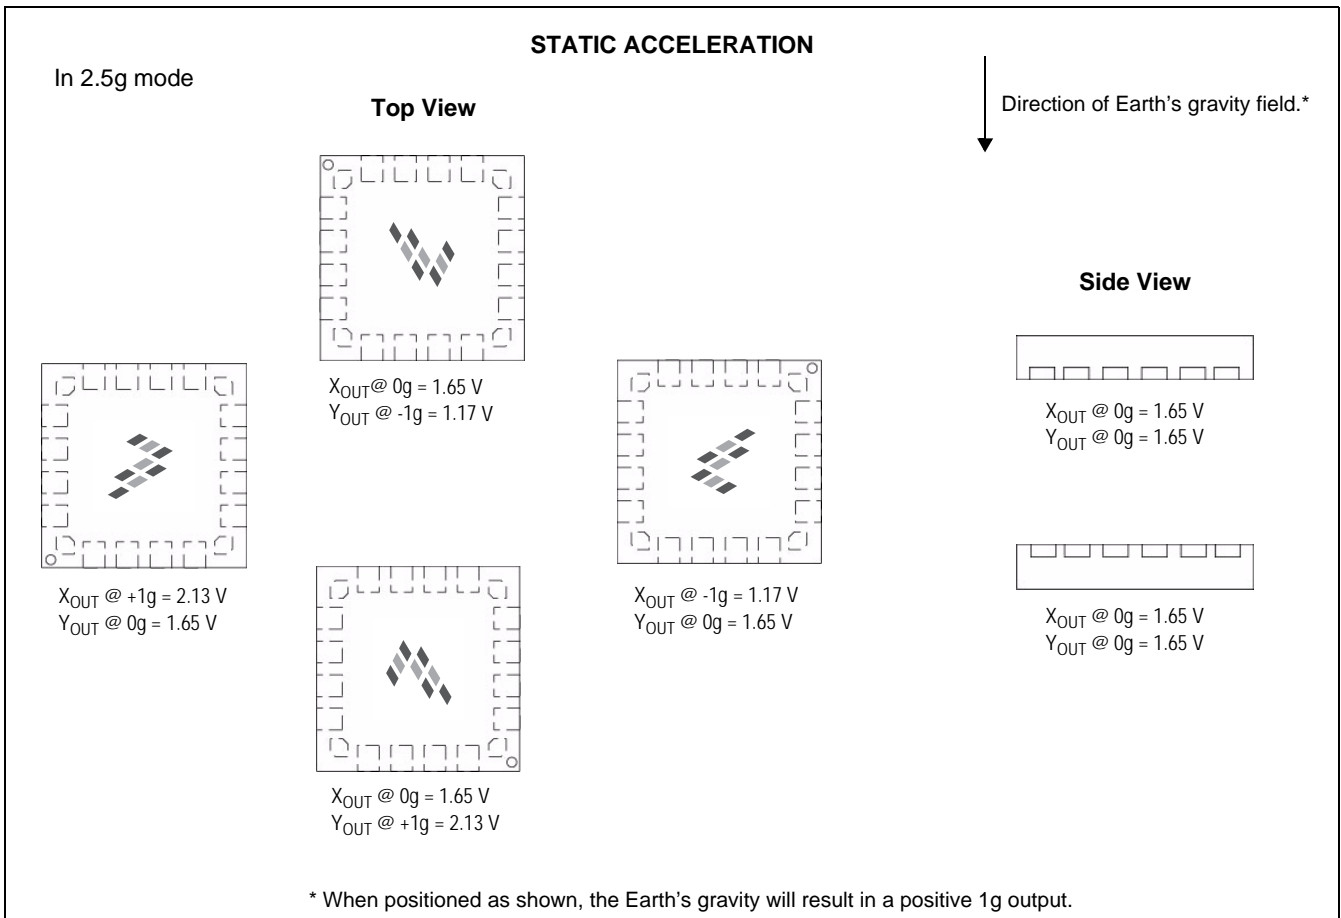 STATIC ACCELERATION
In 2.5g mode
Direction of Earth's gravity field.*
Top View
X_OUT@ 0g = 1.65 V
Y_OUT @ -1g = 1.17 V
Side View
X_OUT @ +1g = 2.13 V
Y_OUT @ 0g = 1.65 V
X_OUT @ -1g = 1.17 V
Y_OUT @ 0g = 1.65 V
X_OUT @ 0g = 1.65 V
Y_OUT @ 0g = 1.65 V
X_OUT @ 0g = 1.65 V
Y_OUT @ +1g = 2.13 V
X_OUT @ 0g = 1.65 V
Y_OUT @ 0g = 1.65 V
* When positioned as shown, the Earth's gravity will result in a positive 1g output.